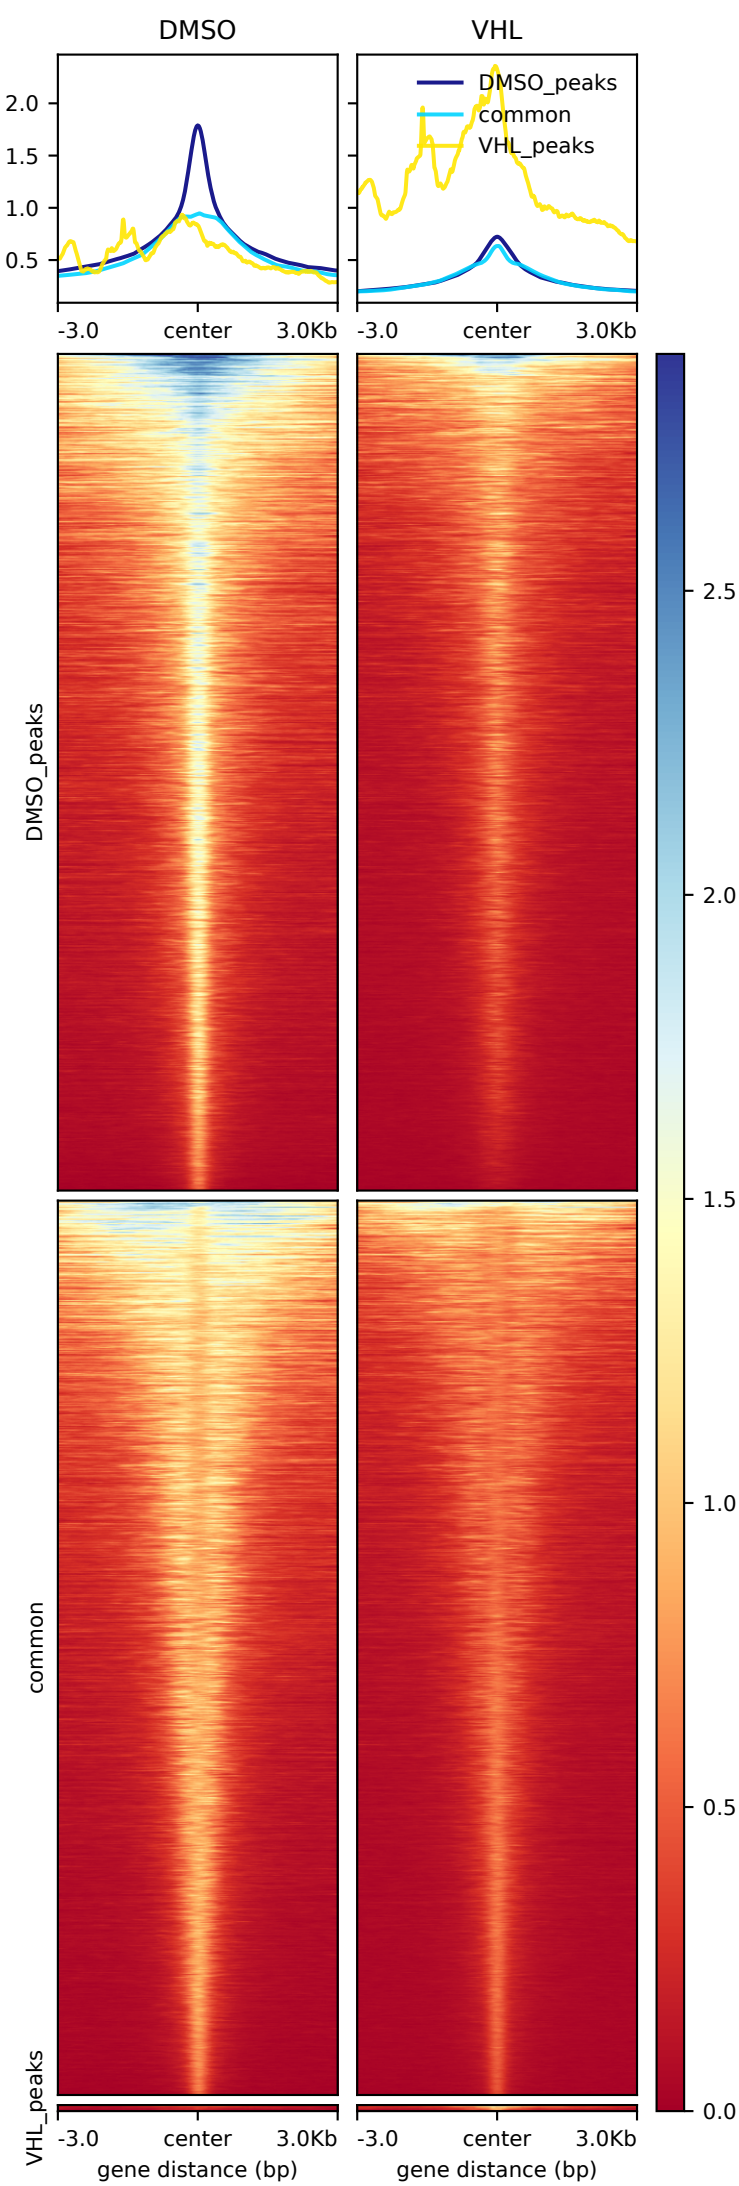 DMSO
VHL
2.0
1.5
1.0
0.5
DMSO_peaks
common
VHL_peaks
-3.0 center 3.0Kb
-3.0 center 3.0Kb
DMSO_peaks
common
VHL_peaks
2.5
2.0
1.5
1.0
0.5
0.0
-3.0 center 3.0Kb
gene distance (bp)
-3.0 center 3.0Kb
gene distance (bp)